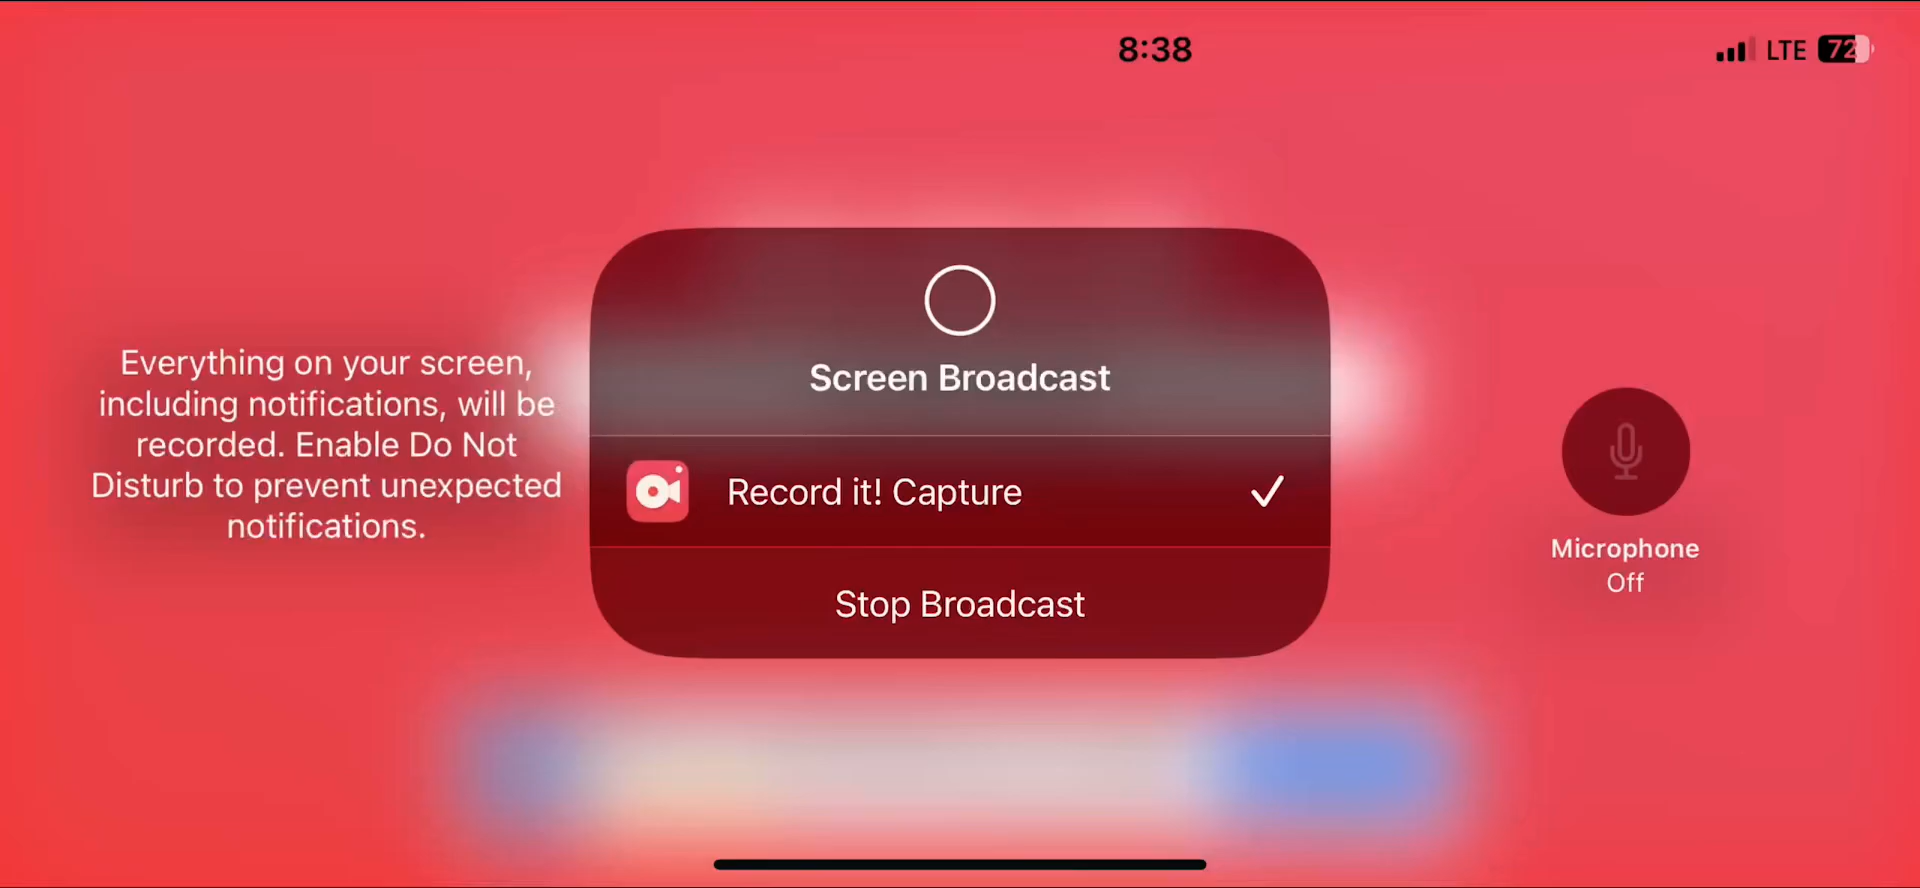 8:38
LTE
72
Everything on your screen,
including notifications, will be
recorded. Enable Do Not
Disturb to prevent unexpected
notifications.
Screen Broadcast
Record it! Capture
Stop Broadcast
Microphone
Off